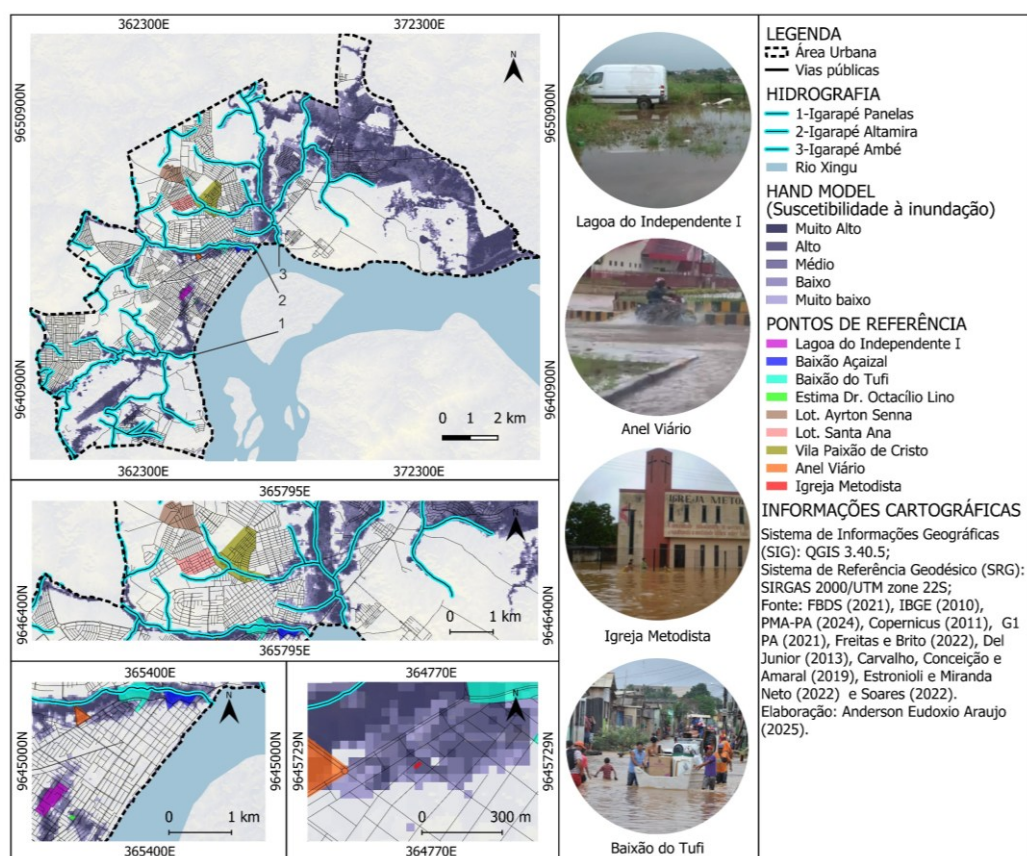 362300E
372300E
9650900N
9650900N
N
3
2
1
9640900N
9640900N
0 1 2 km
362300E
372300E
365795E
N
9646400N
9646400N
0 1 km
365795E
365400E
N
9645000N
9645000N
0 1 km
365400E
364770E
N
9645729N
9645729N
0 300 m
364770E
Lagoa do Independente I
Anel Viário
IGREJA METO
Igreja Metodista
Baixão do Tufi
LEGENDA
Área Urbana
Vias públicas
HIDROGRAFIA
1-Igarapé Panelas
2-Igarapé Altamira
3-Igarapé Ambé
Rio Xingu
HAND MODEL
(Suscetibilidade à inundação)
Muito Alto
Alto
Médio
Baixo
Muito baixo
PONTOS DE REFERÊNCIA
Lagoa do Independente I
Baixão Açaizal
Baixão do Tufi
Estima Dr. Octacílio Lino
Lot. Ayrton Senna
Lot. Santa Ana
Vila Paixão de Cristo
Anel Viário
Igreja Metodista
INFORMAÇÕES CARTOGRÁFICAS
Sistema de Informações Geográficas
(SIG): QGIS 3.40.5;
Sistema de Referência Geodésico (SRG):
SIRGAS 2000/UTM zone 22S;
Fonte: FBDS (2021), IBGE (2010),
PMA-PA (2024), Copernicus (2011), G1
PA (2021), Freitas e Brito (2022), Del
Junior (2013), Carvalho, Conceição e
Amaral (2019), Estronioli e Miranda
Neto (2022) e Soares (2022).
Elaboração: Anderson Eudoxio Araujo
(2025).